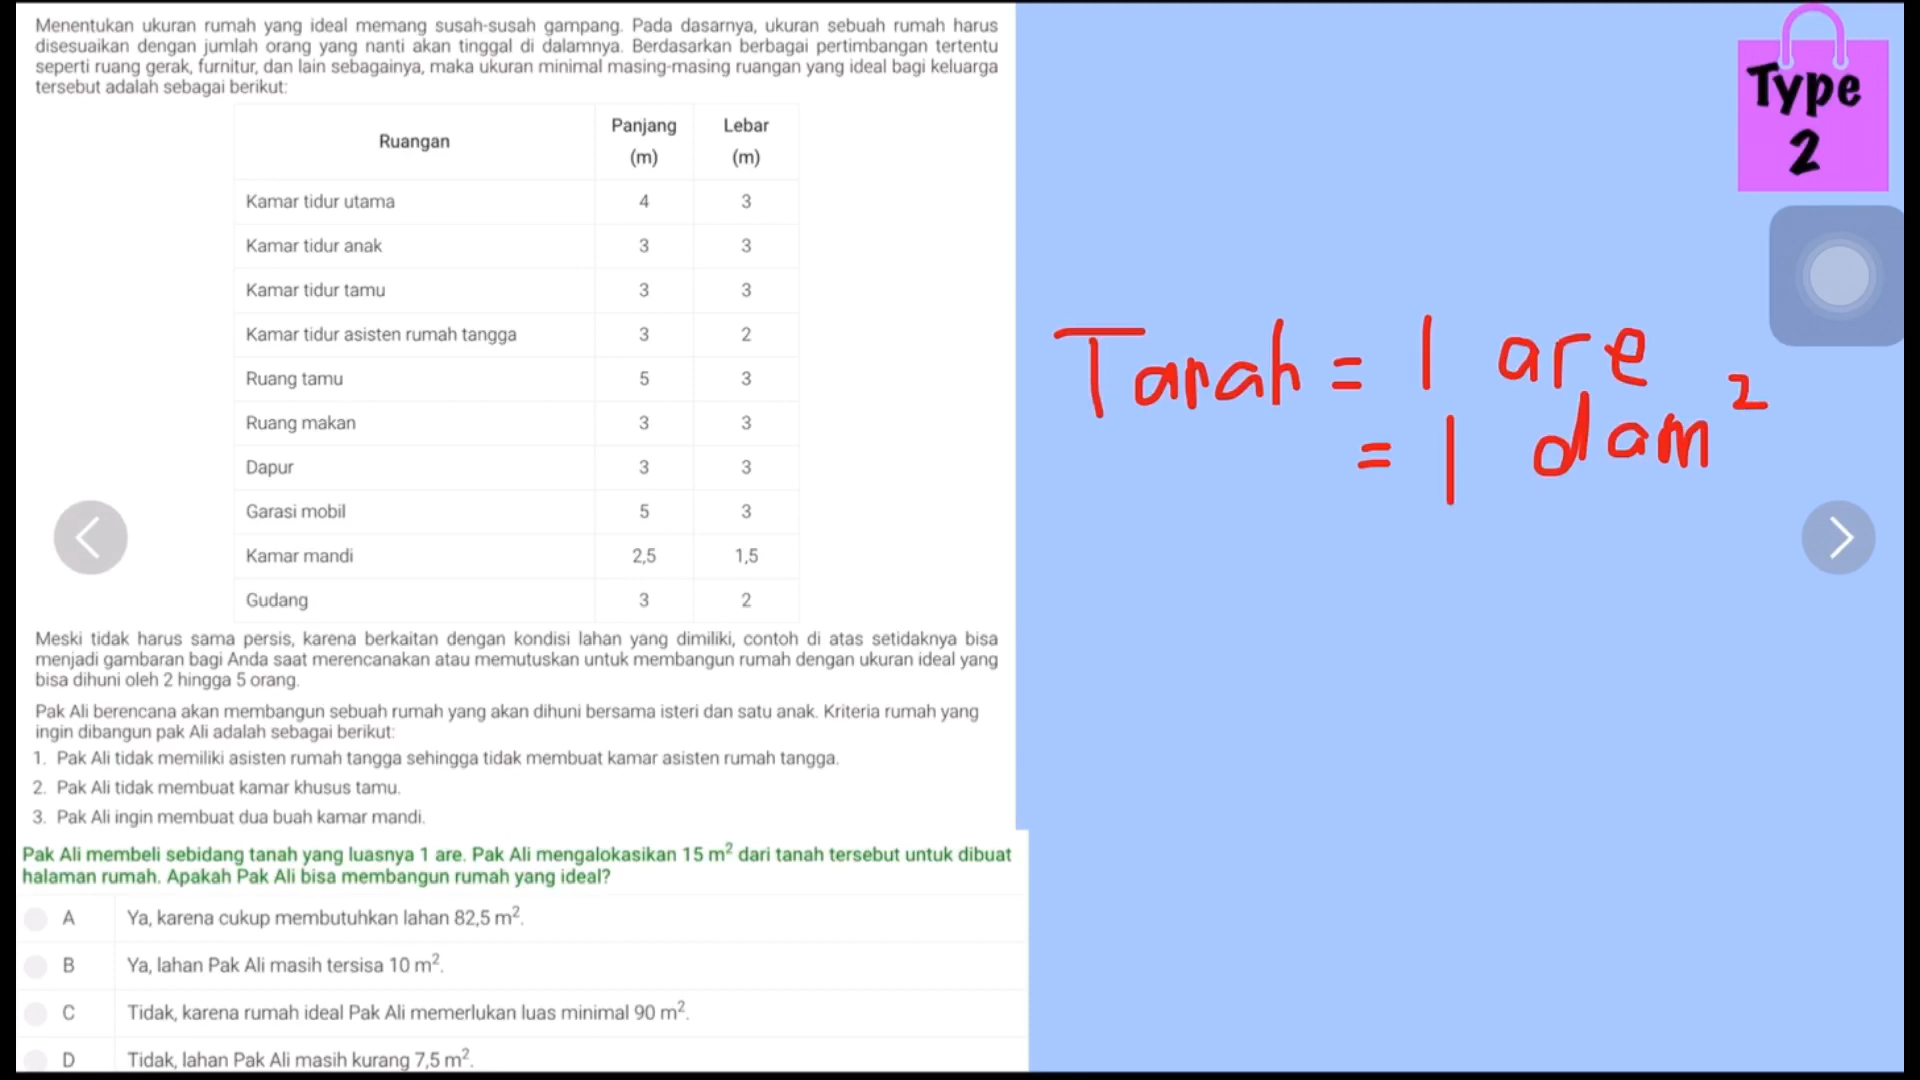 Menentukan ukuran rumah yang ideal memang susah-susah gampang. Pada dasarnya, ukuran sebuah rumah harus
disesuaikan dengan jumlah orang yang nanti akan tinggal di dalamnya. Berdasarkan berbagai pertimbangan tertentu
seperti ruang gerak, furnitur, dan lain sebagainya, maka ukuran minimal masing-masing ruangan yang ideal bagi keluarga
tersebut adalah sebagai berikut:
Ruangan Panjang (m) Lebar (m)
Kamar tidur utama 4 3
Kamar tidur anak 3 3
Kamar tidur tamu 3 3
Kamar tidur asisten rumah tangga 3 2
Ruang tamu 5 3
Ruang makan 3 3
Dapur 3 3
Garasi mobil 5 3
Kamar mandi 2,5 1,5
Gudang 3 2
Meski tidak harus sama persis, karena berkaitan dengan kondisi lahan yang dimiliki, contoh di atas setidaknya bisa
menjadi gambaran bagi Anda saat merencanakan atau memutuskan untuk membangun rumah dengan ukuran ideal yang
bisa dihuni oleh 2 hingga 5 orang.
Pak Ali berencana akan membangun sebuah rumah yang akan dihuni bersama isteri dan satu anak. Kriteria rumah yang
ingin dibangun pak Ali adalah sebagai berikut:
1. Pak Ali tidak memiliki asisten rumah tangga sehingga tidak membuat kamar asisten rumah tangga.
2. Pak Ali tidak membuat kamar khusus tamu.
3. Pak Ali ingin membuat dua buah kamar mandi.
Pak Ali membeli sebidang tanah yang luasnya 1 are. Pak Ali mengalokasikan 15 m² dari tanah tersebut untuk dibuat
halaman rumah. Apakah Pak Ali bisa membangun rumah yang ideal?
A Ya, karena cukup membutuhkan lahan 82,5 m².
B Ya, lahan Pak Ali masih tersisa 10 m².
C Tidak, karena rumah ideal Pak Ali memerlukan luas minimal 90 m².
D Tidak, lahan Pak Ali masih kurang 7,5 m².
Type
2
Tanah = 1 are
= 1 dam²